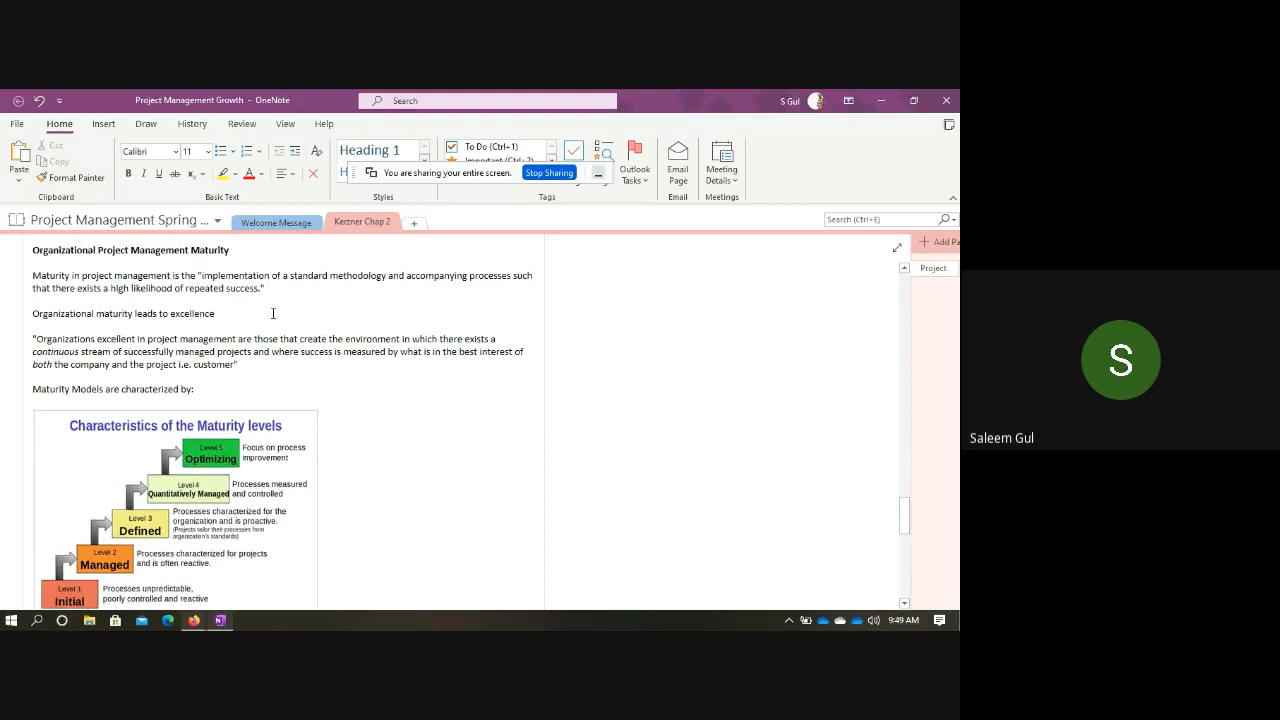 Project Management Growth - OneNote
Search
S Gul
File
Home
Insert
Draw
History
Review
View
Help
Paste
Cut
Copy
Format Painter
Clipboard
Calibri
11
B I U ab x₂ A
Basic Text
Heading 1
H
Styles
To Do (Ctrl+1)
Important (Ctrl+2)
Tags
You are sharing your entire screen.
Stop Sharing
Outlook
Tasks
Email
Page
Email
Meeting
Details
Meetings
Project Management Spring ...
Welcome Message
Kerzner Chap 2
Search (Ctrl+E)
Add Pa
Project
Organizational Project Management Maturity
Maturity in project management is the "implementation of a standard methodology and accompanying processes such
that there exists a high likelihood of repeated success."
Organizational maturity leads to excellence
"Organizations excellent in project management are those that create the environment in which there exists a
continuous stream of successfully managed projects and where success is measured by what is in the best interest of
both the company and the project i.e. customer"
Maturity Models are characterized by:
Characteristics of the Maturity levels
Level 5
Optimizing
Focus on process
improvement
Level 4
Quantitatively Managed
Processes measured
and controlled
Level 3
Defined
Processes characterized for the
organization and is proactive.
(Projects tailor their processes from
organization's standards)
Level 2
Managed
Processes characterized for projects
and is often reactive.
Level 1
Initial
Processes unpredictable,
poorly controlled and reactive
9:49 AM
S
Saleem Gul